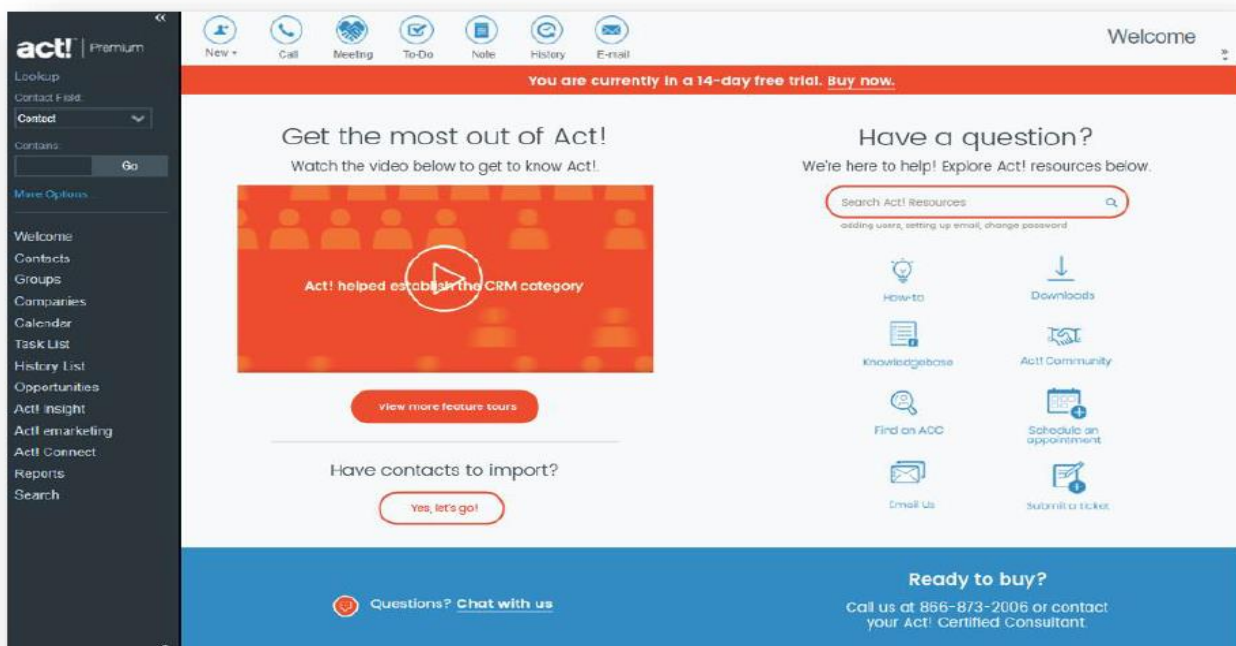 «
act! | Premium
Lookup
Contact Field:
Contact
Contains:
Go
More Options...
Welcome
Contacts
Groups
Companies
Calendar
Task List
History List
Opportunities
Act! Insight
Act! emarketing
Act! Connect
Reports
Search
New
Call
Meeting
To-Do
Note
History
E-mail
Welcome
You are currently in a 14-day free trial. Buy now.
Get the most out of Act!
Watch the video below to get to know Act!.
Act! helped establish the CRM category
View more feature tours
Have contacts to import?
Yes, let's go!
Have a question?
We're here to help! Explore Act! resources below.
Search Act! Resources
adding users, setting up email, change password
How-to
Downloads
Knowledgebase
Act! Community
Find an ACC
Schedule an
appointment
Email Us
Submit a ticket
Questions? Chat with us
Ready to buy?
Call us at 866-873-2006 or contact
your Act! Certified Consultant.